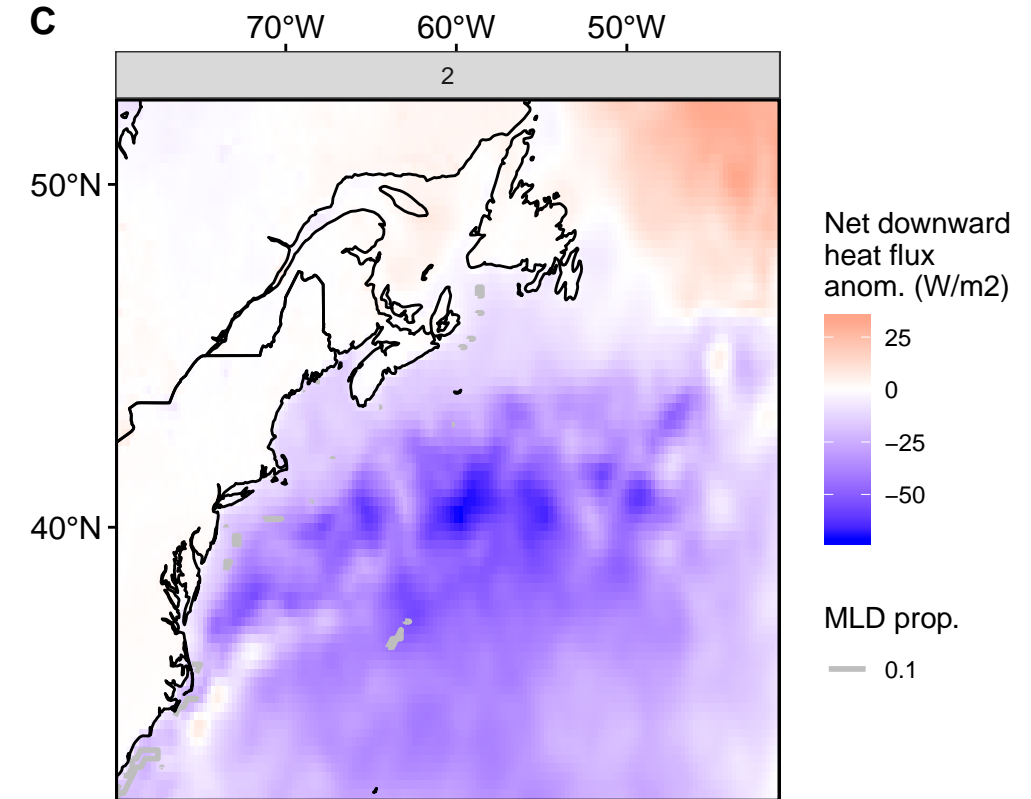 C
70°W 60°W 50°W
2
50°N
40°N
Net downward
heat flux
anom. (W/m2)
25
0
−25
−50
MLD prop.
0.1